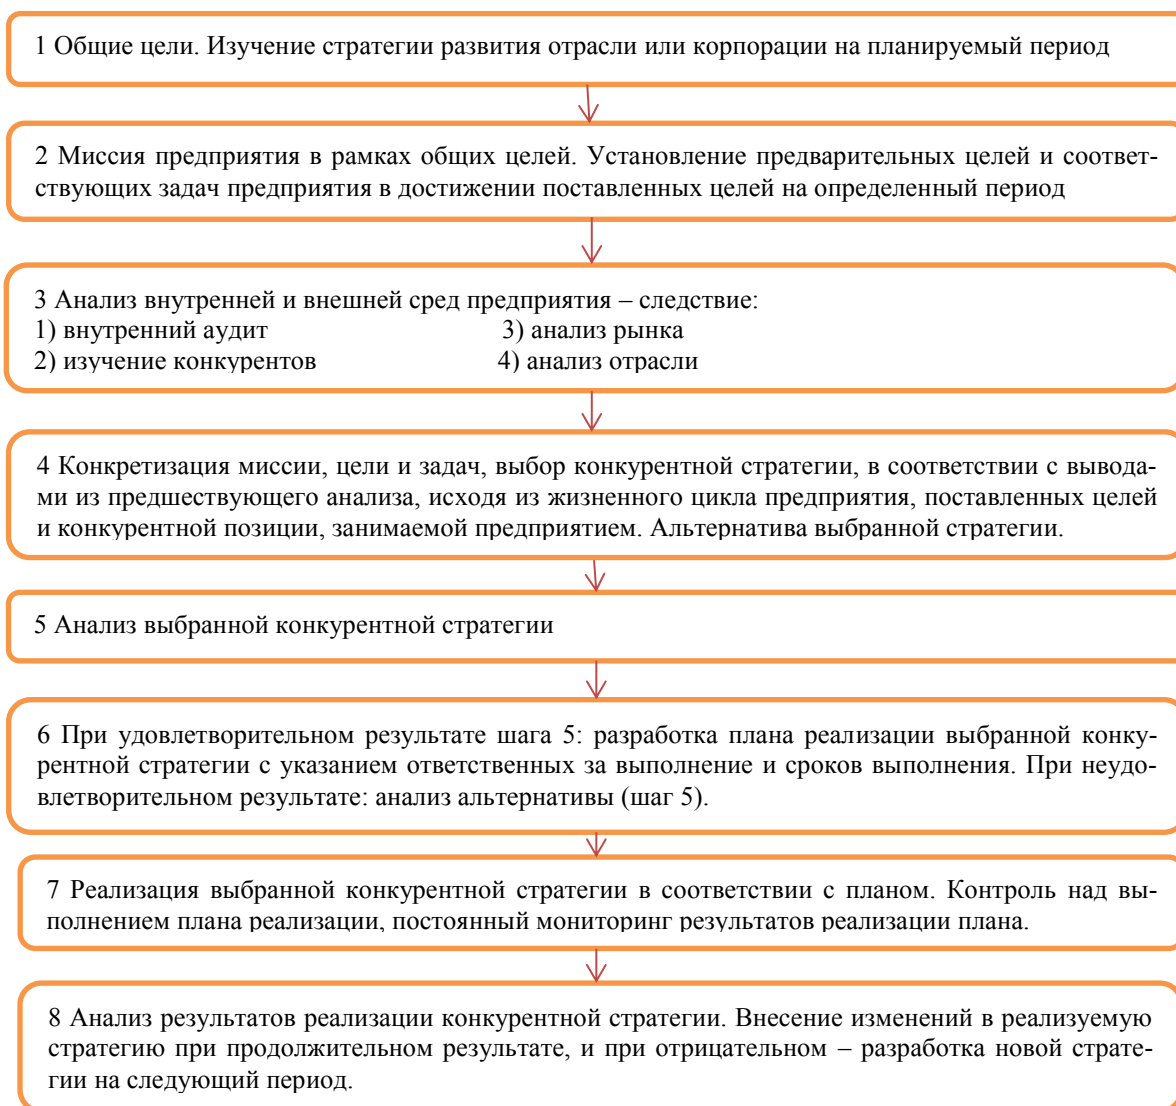 1 Общие цели. Изучение стратегии развития отрасли или корпорации на планируемый период
2 Миссия предприятия в рамках общих целей. Установление предварительных целей и соответ-
ствующих задач предприятия в достижении поставленных целей на определенный период
3 Анализ внутренней и внешней сред предприятия – следствие:
1) внутренний аудит 3) анализ рынка
2) изучение конкурентов 4) анализ отрасли
4 Конкретизация миссии, цели и задач, выбор конкурентной стратегии, в соответствии с вывода-
ми из предшествующего анализа, исходя из жизненного цикла предприятия, поставленных целей
и конкурентной позиции, занимаемой предприятием. Альтернатива выбранной стратегии.
5 Анализ выбранной конкурентной стратегии
6 При удовлетворительном результате шага 5: разработка плана реализации выбранной конку-
рентной стратегии с указанием ответственных за выполнение и сроков выполнения. При неудо-
влетворительном результате: анализ альтернативы (шаг 5).
7 Реализация выбранной конкурентной стратегии в соответствии с планом. Контроль над вы-
полнением плана реализации, постоянный мониторинг результатов реализации плана.
8 Анализ результатов реализации конкурентной стратегии. Внесение изменений в реализуемую
стратегию при продолжительном результате, и при отрицательном – разработка новой страте-
гии на следующий период.